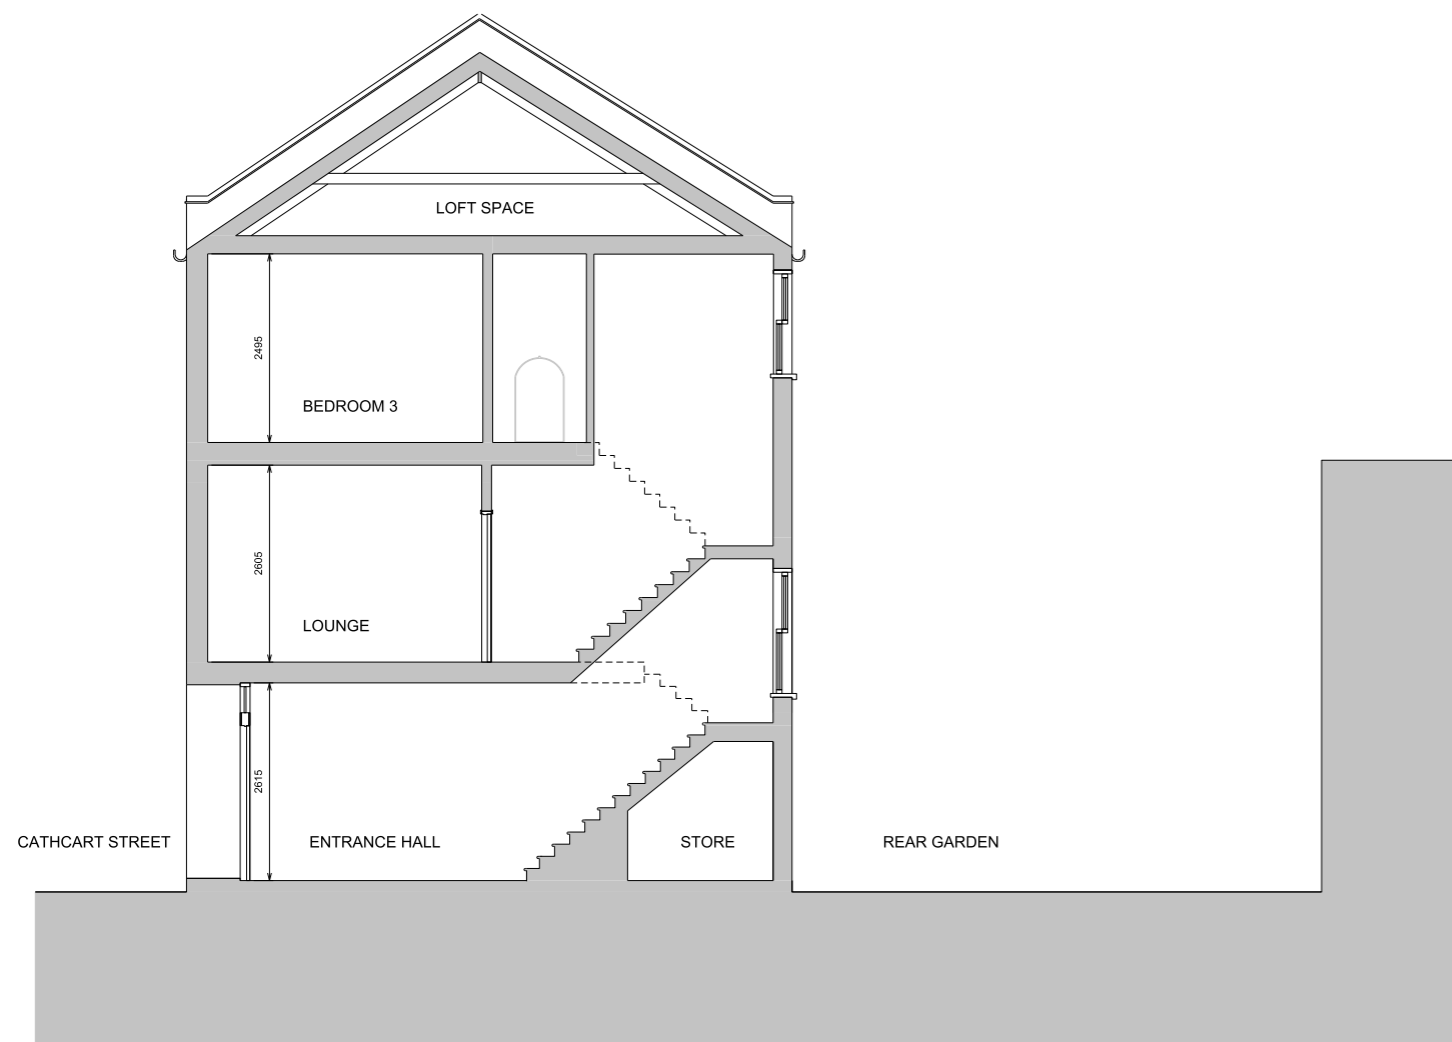 LOFT SPACE
2495
BEDROOM 3
2605
LOUNGE
2615
CATHCART STREET
ENTRANCE HALL
STORE
REAR GARDEN